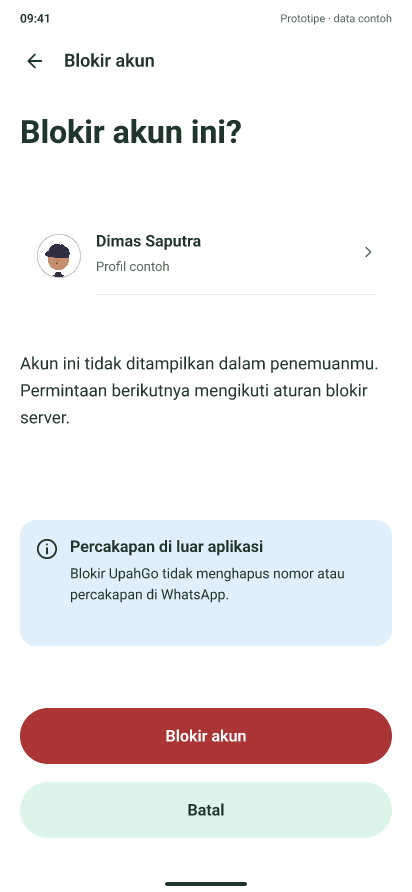 09:41
Prototipe · data contoh
Blokir akun
Blokir akun ini?
Dimas Saputra
Profil contoh
Akun ini tidak ditampilkan dalam penemuanmu.
Permintaan berikutnya mengikuti aturan blokir
server.
Percakapan di luar aplikasi
Blokir UpahGo tidak menghapus nomor atau
percakapan di WhatsApp.
Blokir akun
Batal